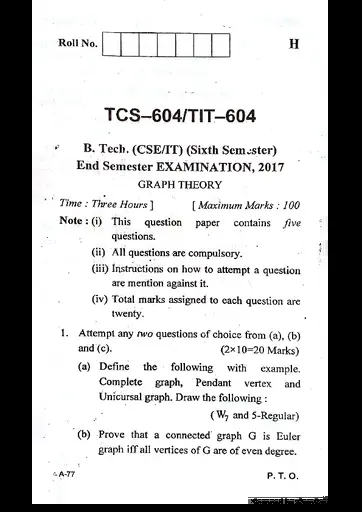 Roll No.
H
TCS–604/TIT–604
B. Tech. (CSE/IT) (Sixth Semester)
End Semester EXAMINATION, 2017
GRAPH THEORY
Time : Three Hours ] [ Maximum Marks : 100
Note : (i) This question paper contains five
questions.
(ii) All questions are compulsory.
(iii) Instructions on how to attempt a question
are mention against it.
(iv) Total marks assigned to each question are
twenty.
1. Attempt any two questions of choice from (a), (b)
and (c). (2×10=20 Marks)
(a) Define the following with example.
Complete graph, Pendant vertex and
Unicursal graph. Draw the following :
(W₇ and 5-Regular)
(b) Prove that a connected graph G is Euler
graph iff all vertices of G are of even degree.
A-77 P. T. O.